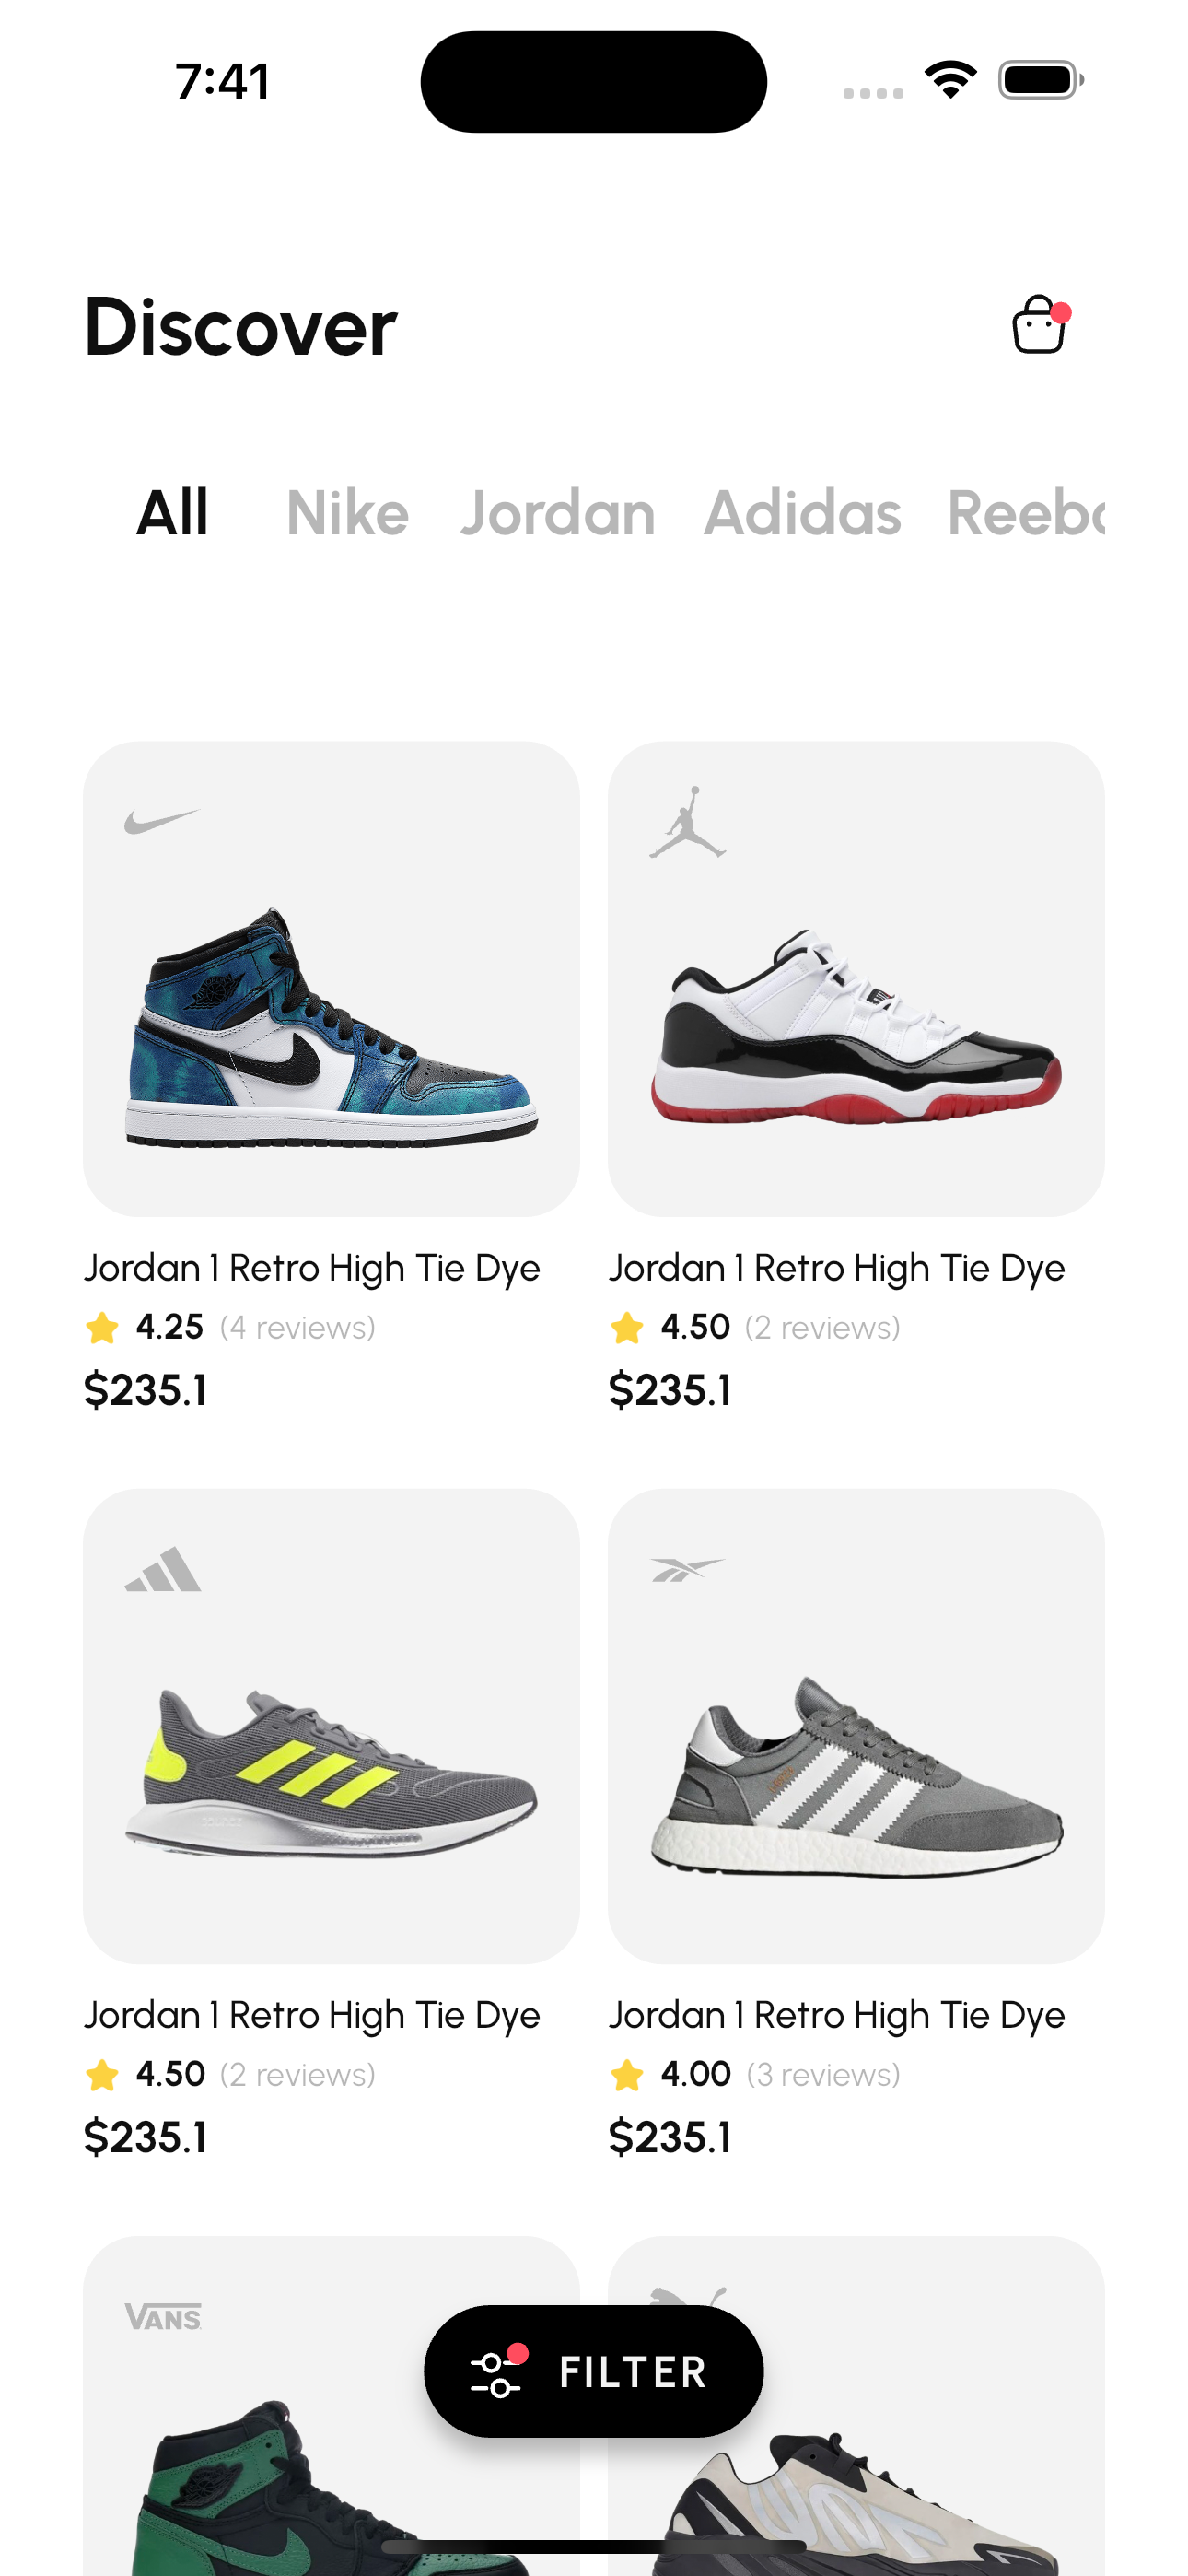 7:41
Discover
All Nike Jordan Adidas Reebo
Jordan 1 Retro High Tie Dye
4.25 (4 reviews)
$235.1
Jordan 1 Retro High Tie Dye
4.50 (2 reviews)
$235.1
Jordan 1 Retro High Tie Dye
4.50 (2 reviews)
$235.1
Jordan 1 Retro High Tie Dye
4.00 (3 reviews)
$235.1
VANS
FILTER